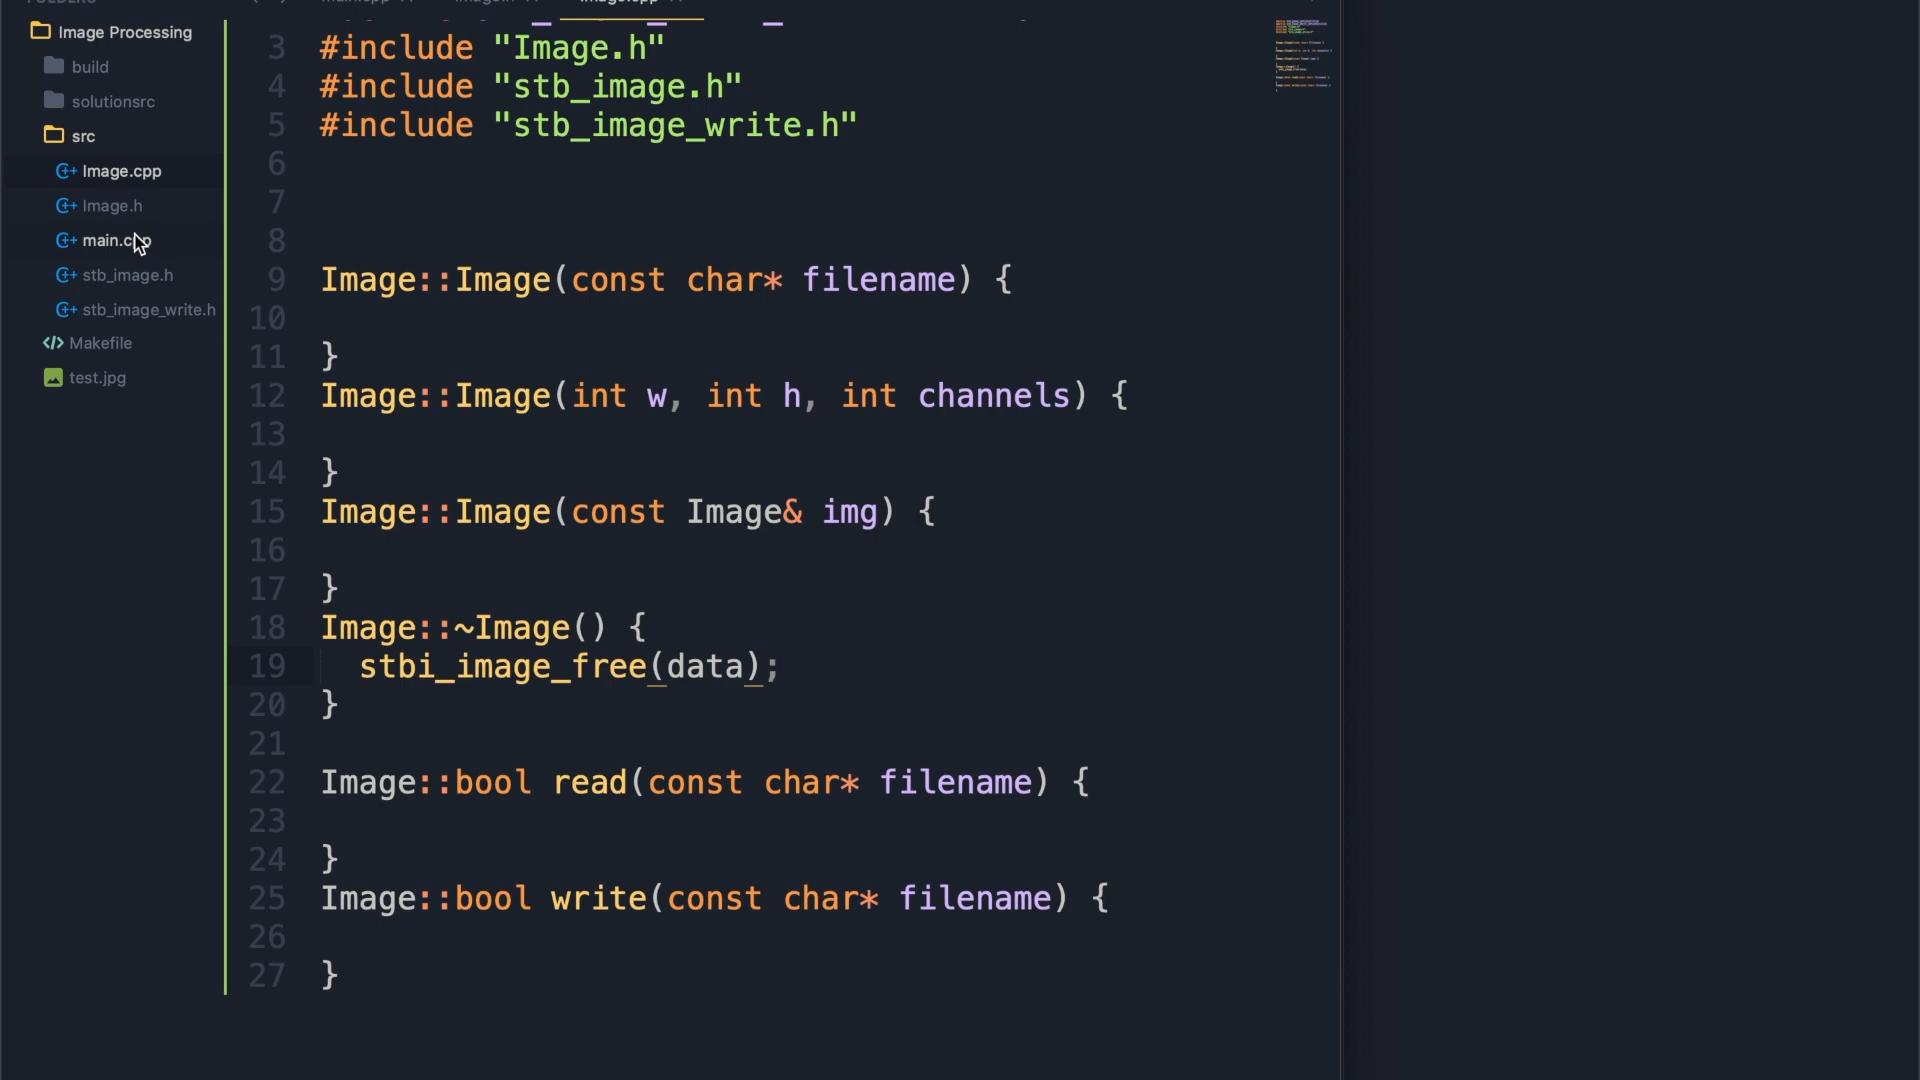 Image Processing
build
solutionsrc
src
Image.cpp
Image.h
main.cpp
stb_image.h
stb_image_write.h
Makefile
test.jpg
3 #include "Image.h"
4 #include "stb_image.h"
5 #include "stb_image_write.h"
6
7
8
9 Image::Image(const char* filename) {
10
11 }
12 Image::Image(int w, int h, int channels) {
13
14 }
15 Image::Image(const Image& img) {
16
17 }
18 Image::~Image() {
19 stbi_image_free(data);
20 }
21
22 Image::bool read(const char* filename) {
23
24 }
25 Image::bool write(const char* filename) {
26
27 }